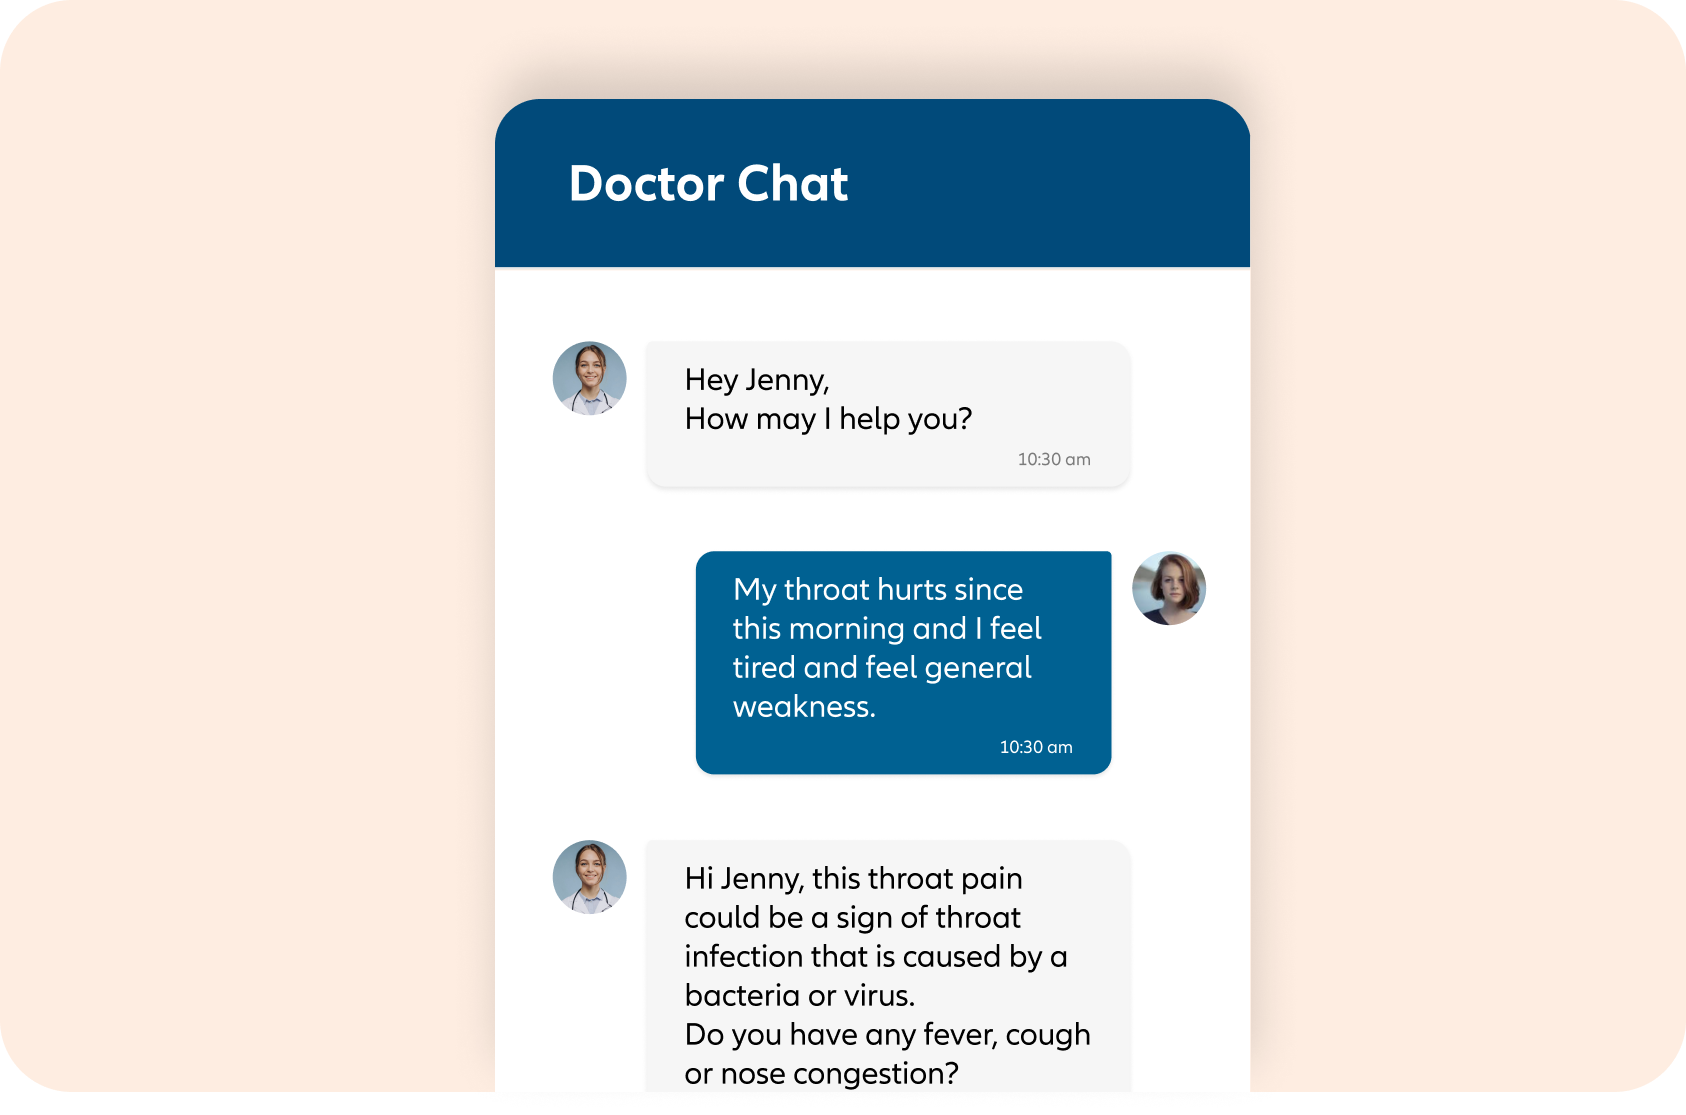 Doctor Chat
Hey Jenny,
How may I help you?
10:30 am
My throat hurts since
this morning and I feel
tired and feel general
weakness.
10:30 am
Hi Jenny, this throat pain
could be a sign of throat
infection that is caused by a
bacteria or virus.
Do you have any fever, cough
or nose congestion?